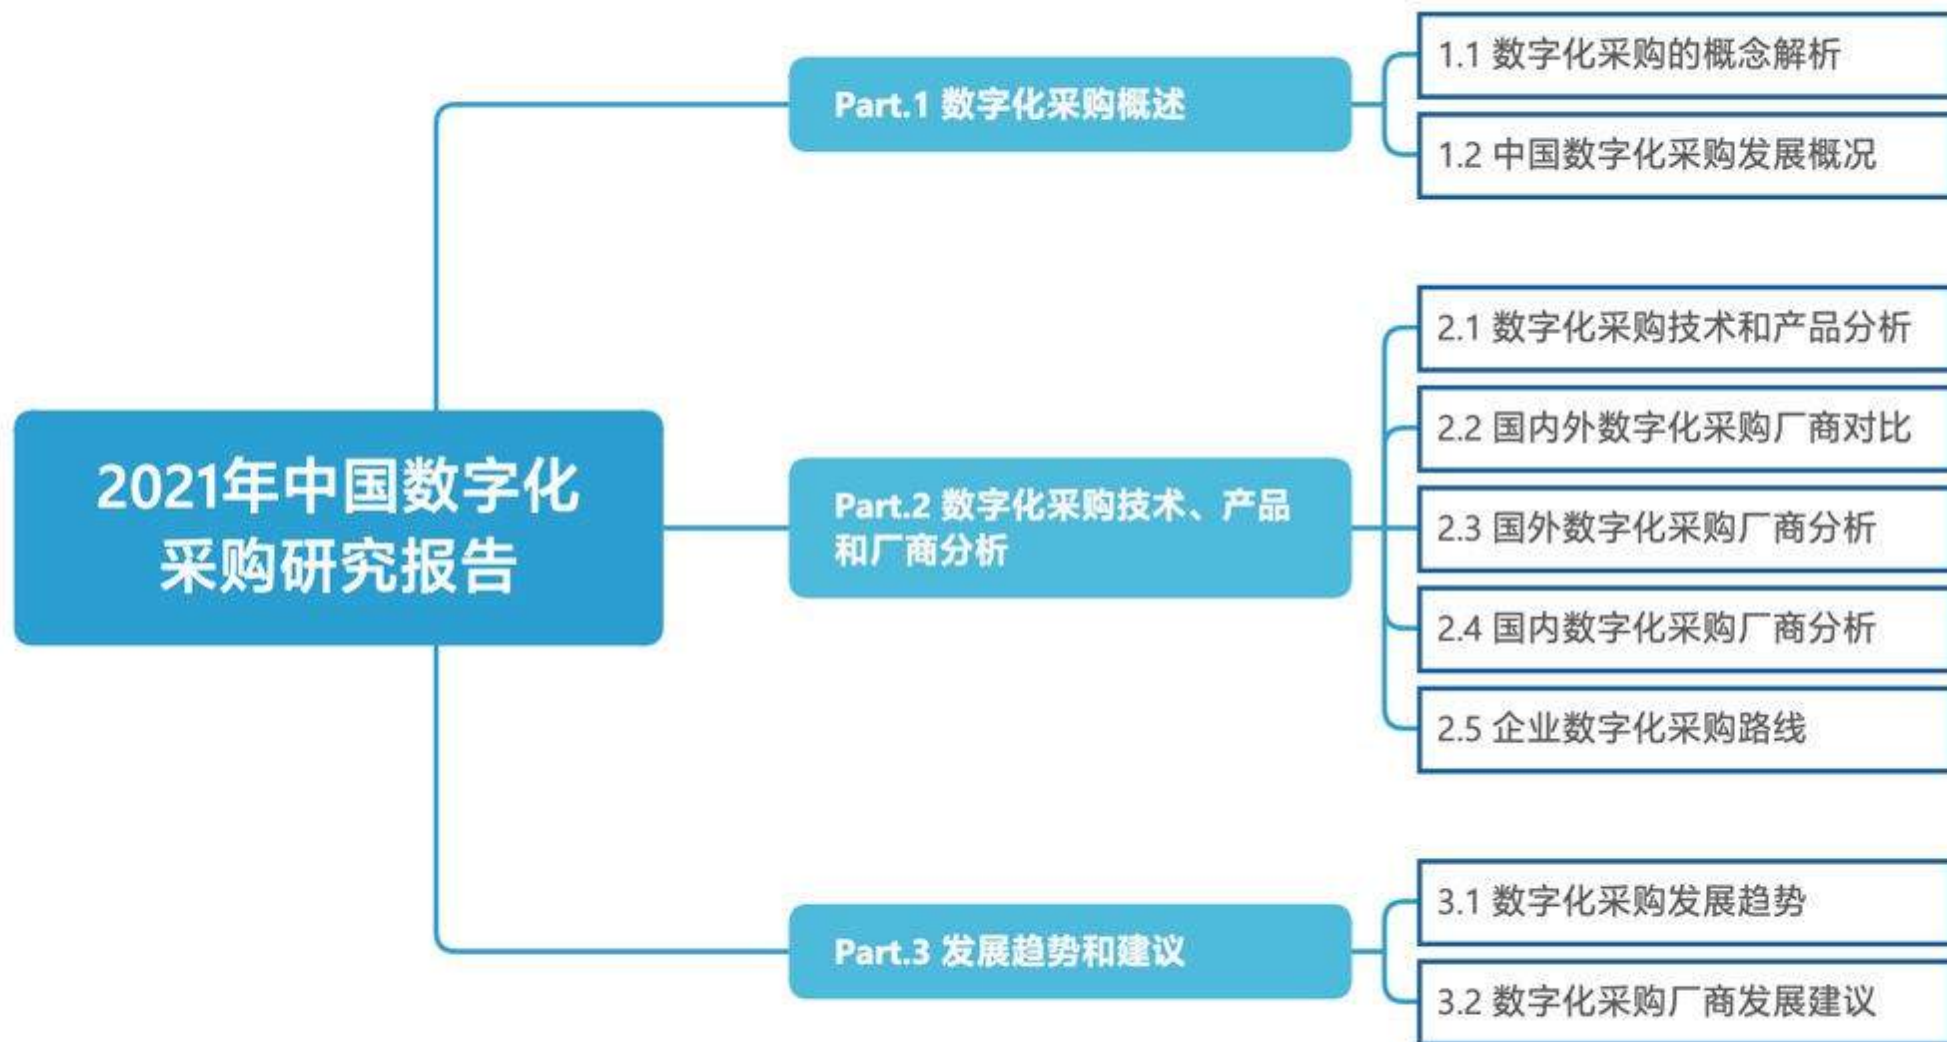 2021年中国数字化
采购研究报告
Part.1 数字化采购概述
1.1 数字化采购的概念解析
1.2 中国数字化采购发展概况
Part.2 数字化采购技术、产品
和厂商分析
2.1 数字化采购技术和产品分析
2.2 国内外数字化采购厂商对比
2.3 国外数字化采购厂商分析
2.4 国内数字化采购厂商分析
2.5 企业数字化采购路线
Part.3 发展趋势和建议
3.1 数字化采购发展趋势
3.2 数字化采购厂商发展建议